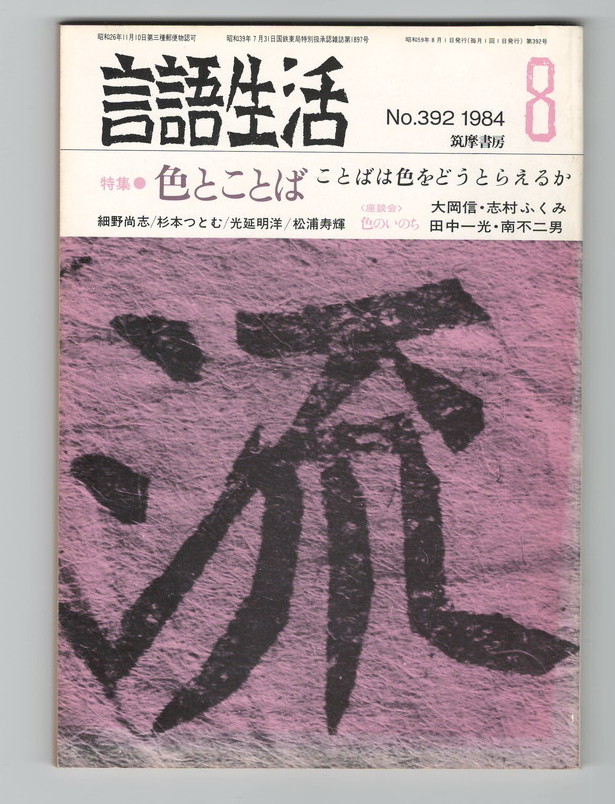 昭和26年11月10日第三種郵便物認可 昭和39年7月31日国鉄東局特別扱承認雑誌第1897号 昭和59年8月1日発行(毎月1回1日発行) 第392号
言語生活
No.392 1984
筑摩書房
8
特集●色とことば ことばは色をどうとらえるか
細野尚志/杉本つとむ/光延明洋/松浦寿輝
〈座談会〉
色のいのち
大岡信・志村ふくみ
田中一光・南不二男
流